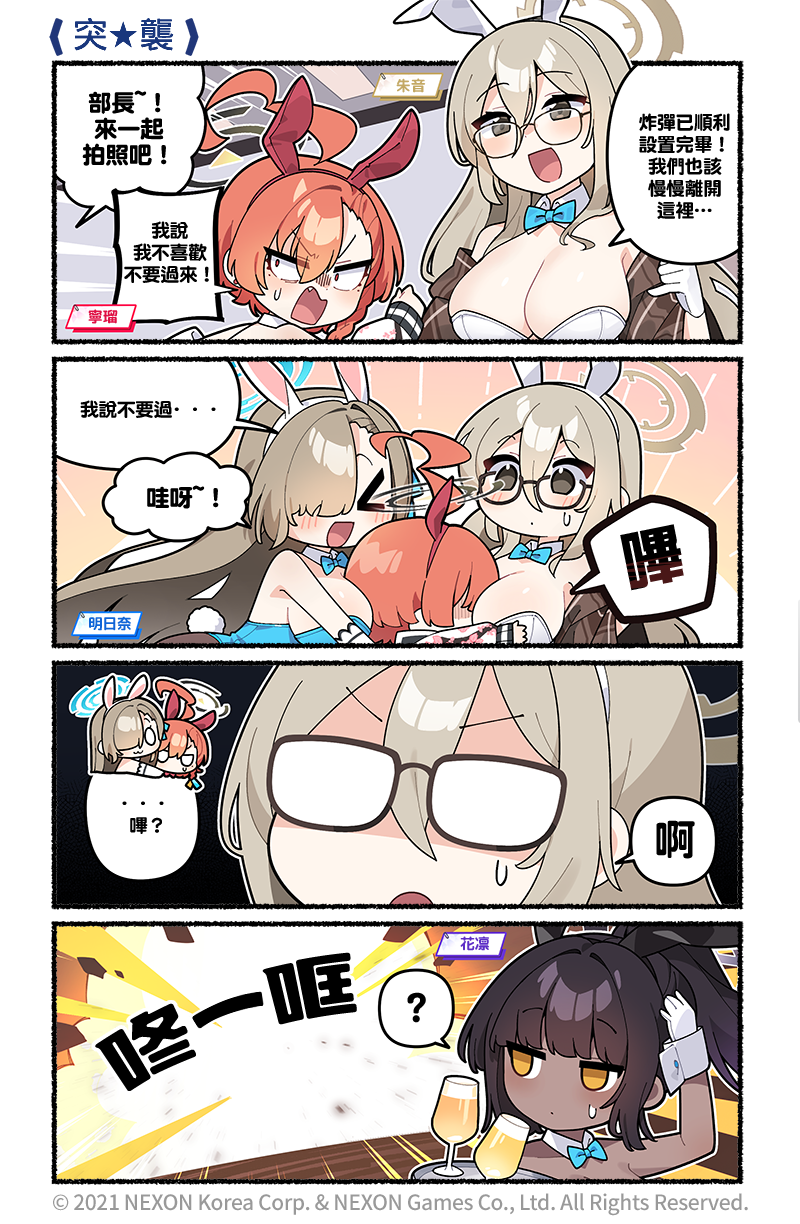 《突★襲》
部長~！
來一起
拍照吧！
朱音
炸彈已順利
設置完畢！
我們也該
慢慢離開
這裡…
我說
我不喜歡
不要過來！
寧瑠
我說不要過・・・
哇呀~！
嗶
明日奈
・・・
嗶？
啊
花凛
咚一哐
？
© 2021 NEXON Korea Corp. & NEXON Games Co., Ltd. All Rights Reserved.